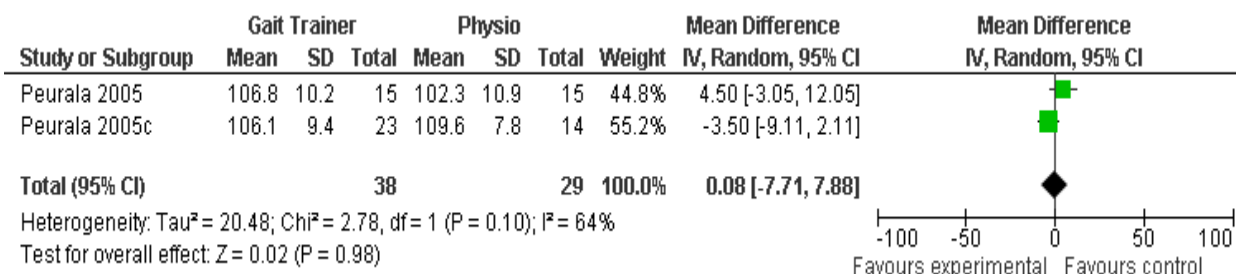 Gait Trainer Physio Mean Difference Mean Difference
Study or Subgroup Mean SD Total Mean SD Total Weight IV, Random, 95% CI IV, Random, 95% CI
Peurala 2005 106.8 10.2 15 102.3 10.9 15 44.8% 4.50 [-3.05, 12.05]
Peurala 2005c 106.1 9.4 23 109.6 7.8 14 55.2% -3.50 [-9.11, 2.11]
Total (95% CI) 38 29 100.0% 0.08 [-7.71, 7.88]
Heterogeneity: Tau² = 20.48; Chi² = 2.78, df = 1 (P = 0.10); I² = 64%
Test for overall effect: Z = 0.02 (P = 0.98)
-100 -50 0 50 100
Favours experimental Favours control